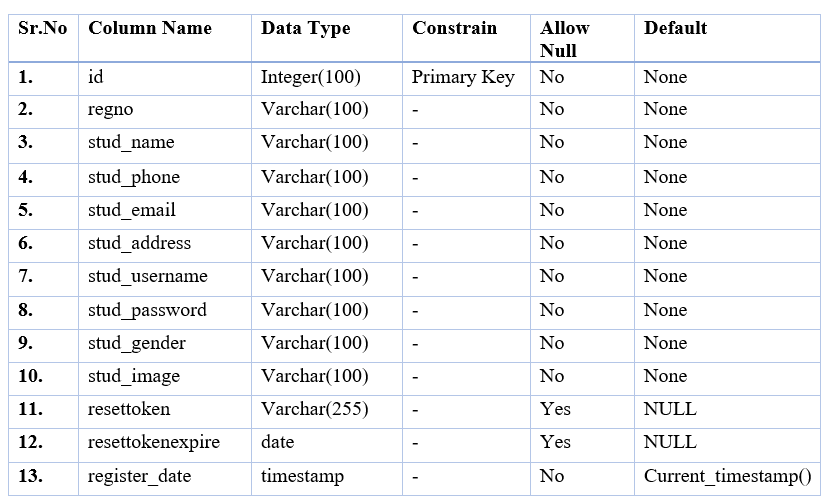 Sr.No Column Name Data Type Constrain Allow Null Default
1. id Integer(100) Primary Key No None
2. regno Varchar(100) - No None
3. stud_name Varchar(100) - No None
4. stud_phone Varchar(100) - No None
5. stud_email Varchar(100) - No None
6. stud_address Varchar(100) - No None
7. stud_username Varchar(100) - No None
8. stud_password Varchar(100) - No None
9. stud_gender Varchar(100) - No None
10. stud_image Varchar(100) - No None
11. resettoken Varchar(255) - Yes NULL
12. resettokenexpire date - Yes NULL
13. register_date timestamp - No Current_timestamp()